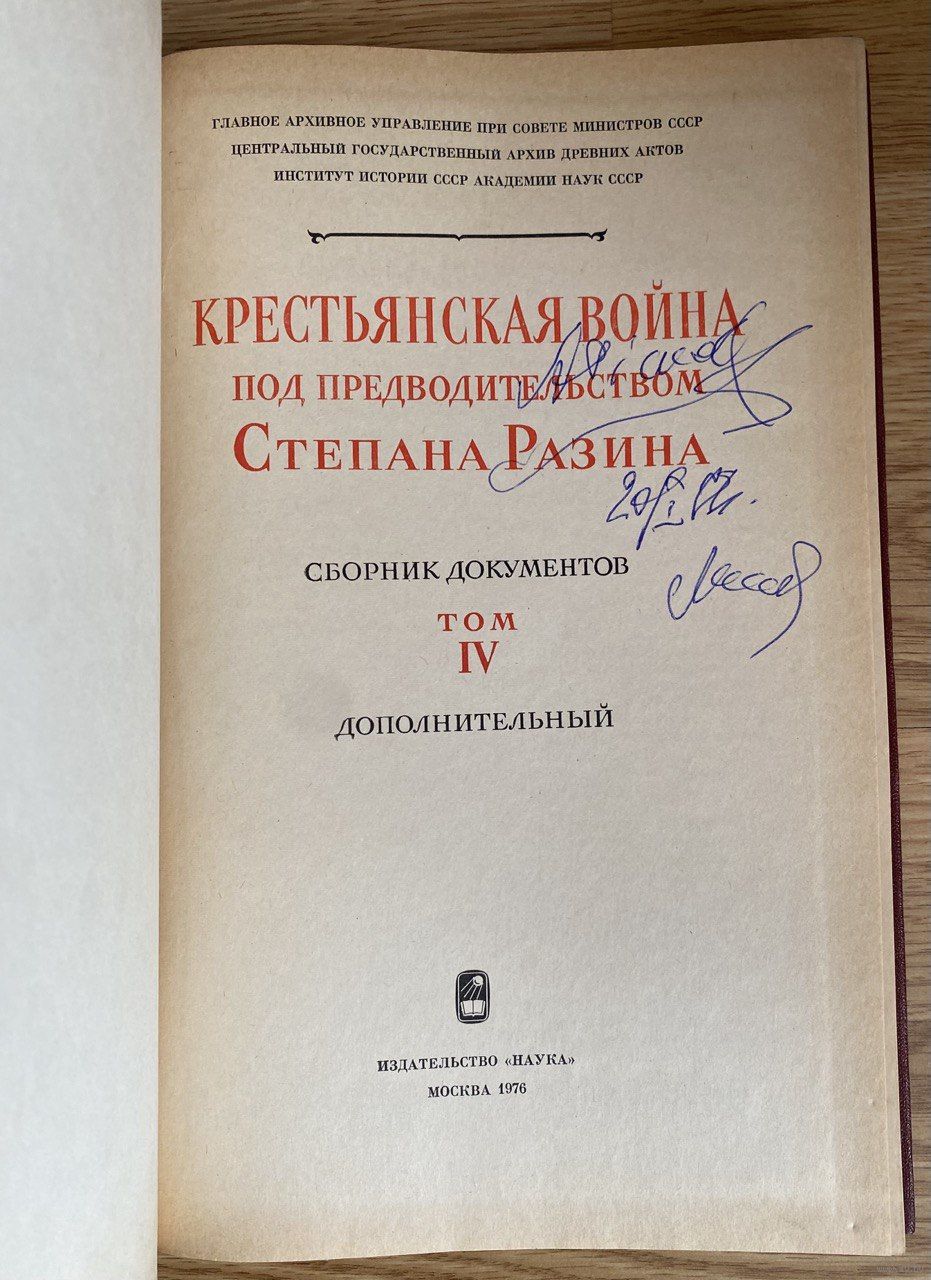 ГЛАВНОЕ АРХИВНОЕ УПРАВЛЕНИЕ ПРИ СОВЕТЕ МИНИСТРОВ СССР
ЦЕНТРАЛЬНЫЙ ГОСУДАРСТВЕННЫЙ АРХИВ ДРЕВНИХ АКТОВ
ИНСТИТУТ ИСТОРИИ СССР АКАДЕМИИ НАУК СССР
КРЕСТЬЯНСКАЯ ВОЙНА
ПОД ПРЕДВОДИТЕЛЬСТВОМ
СТЕПАНА РАЗИНА
СБОРНИК ДОКУМЕНТОВ
ТОМ
IV
ДОПОЛНИТЕЛЬНЫЙ
ИЗДАТЕЛЬСТВО «НАУКА»
МОСКВА 1976